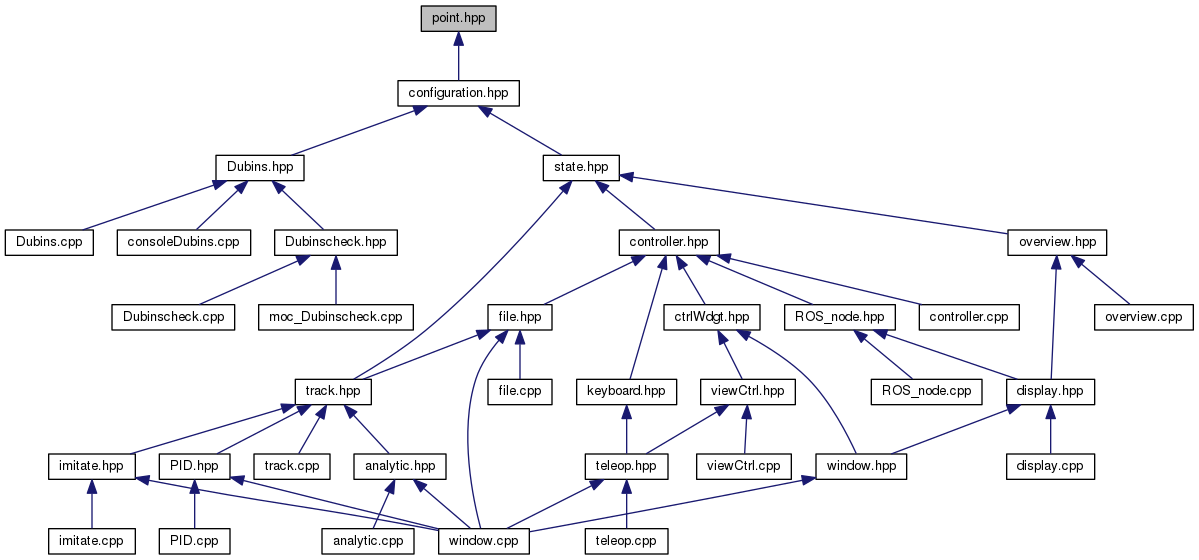 point.hpp
configuration.hpp
Dubins.hpp
state.hpp
Dubins.cpp
consoleDubins.cpp
Dubinscheck.hpp
controller.hpp
overview.hpp
Dubinscheck.cpp
moc_Dubinscheck.cpp
file.hpp
ctrlWdgt.hpp
ROS_node.hpp
controller.cpp
overview.cpp
track.hpp
file.cpp
keyboard.hpp
viewCtrl.hpp
ROS_node.cpp
display.hpp
imitate.hpp
PID.hpp
track.cpp
analytic.hpp
teleop.hpp
viewCtrl.cpp
window.hpp
display.cpp
imitate.cpp
PID.cpp
analytic.cpp
window.cpp
teleop.cpp